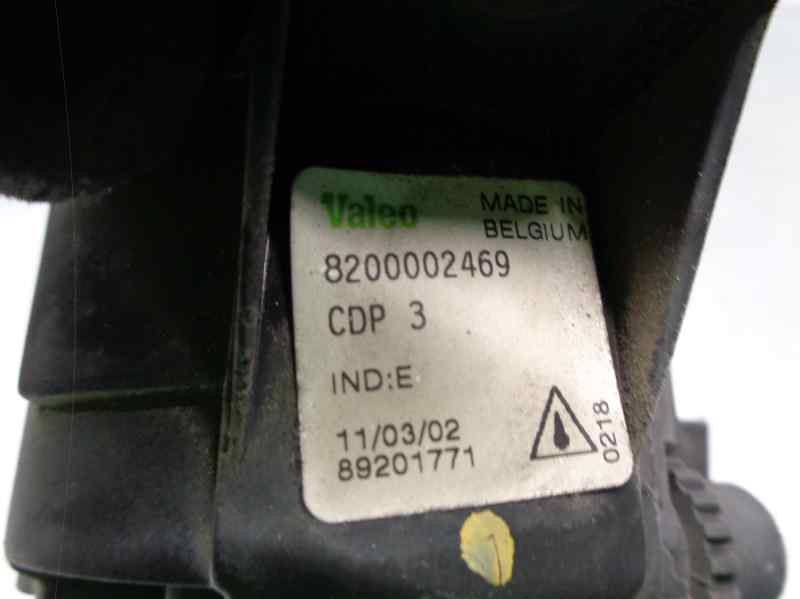 Valeo
MADE IN
BELGIUM
8200002469
CDP 3
IND:E
11/03/02
89201771
0218